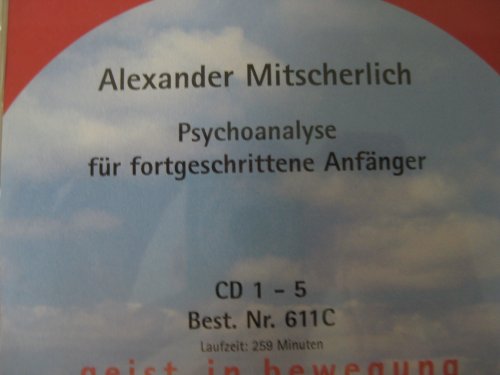 Alexander Mitscherlich
Psychoanalyse
für fortgeschrittene Anfänger
CD 1 - 5
Best. Nr. 611C
Laufzeit: 259 Minuten
geist in bewegung